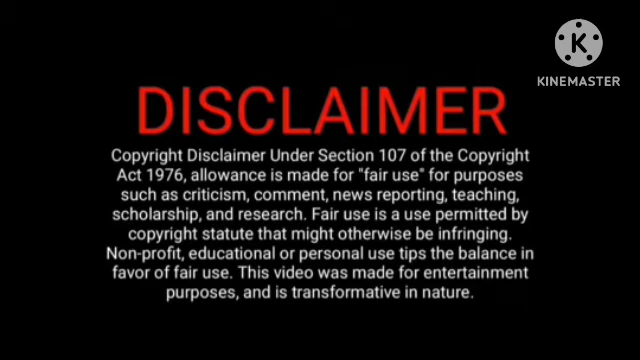 KINEMASTER
DISCLAIMER
Copyright Disclaimer Under Section 107 of the Copyright
Act 1976, allowance is made for "fair use" for purposes
such as criticism, comment, news reporting, teaching,
scholarship, and research. Fair use is a use permitted by
copyright statute that might otherwise be infringing.
Non-profit, educational or personal use tips the balance in
favor of fair use. This video was made for entertainment
purposes, and is transformative in nature.